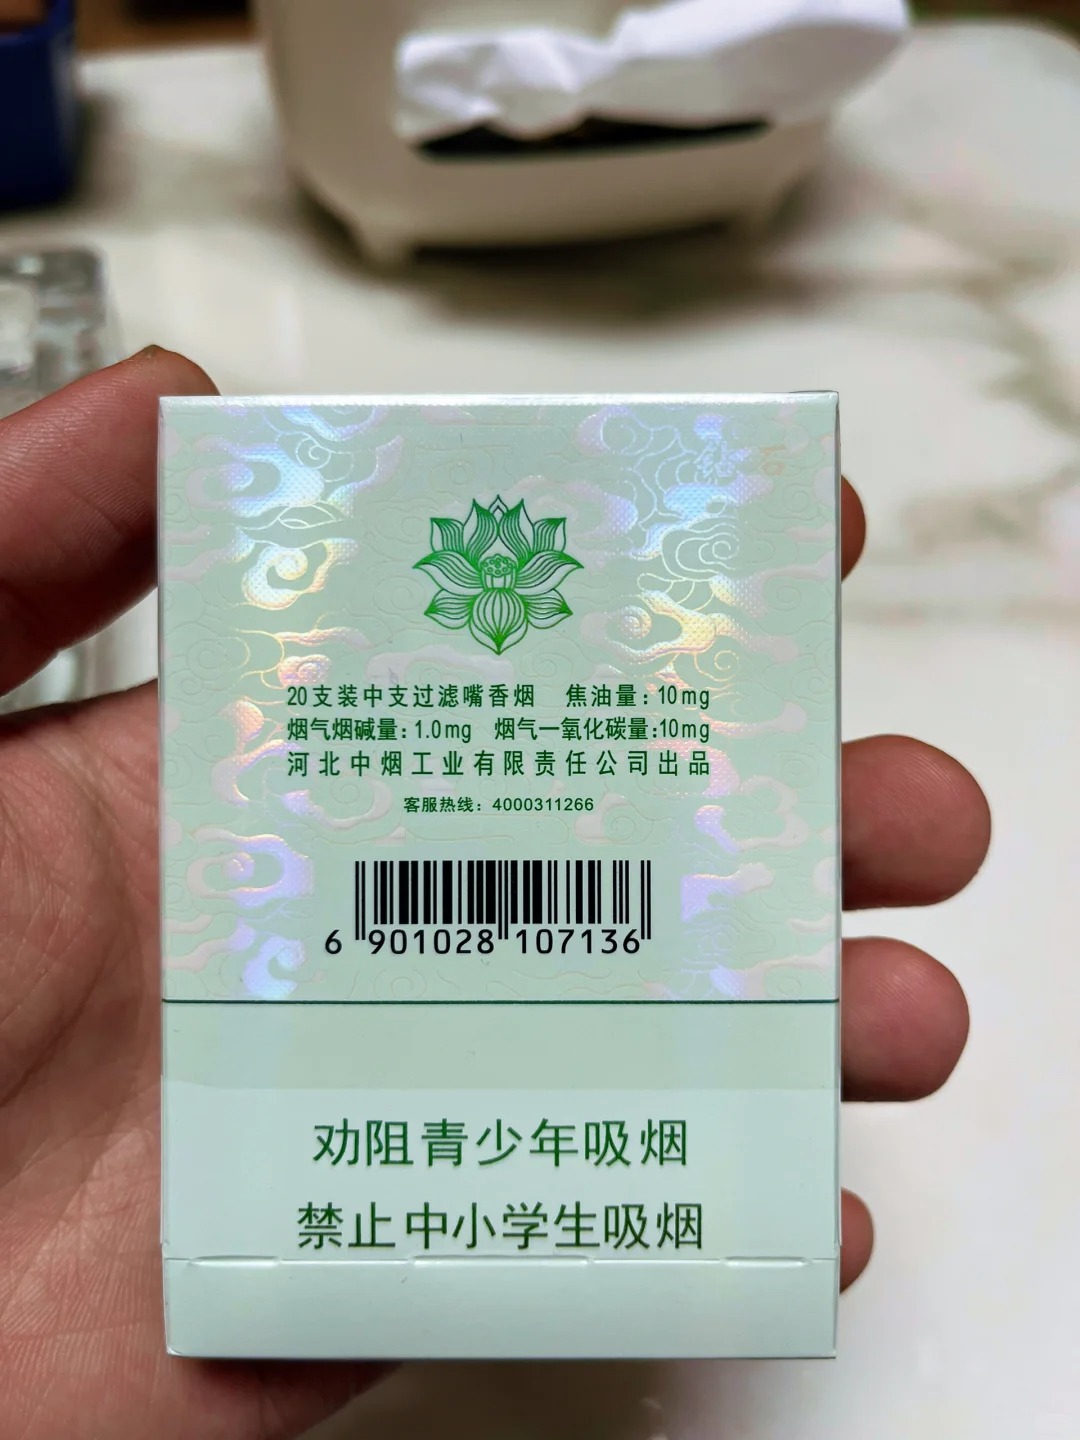 20支装中支过滤嘴香烟 焦油量：10mg
烟气烟碱量：1.0mg 烟气一氧化碳量:10mg
河北中烟工业有限责任公司出品
客服热线：4000311266
6 901028 107136
劝阻青少年吸烟
禁止中小学生吸烟